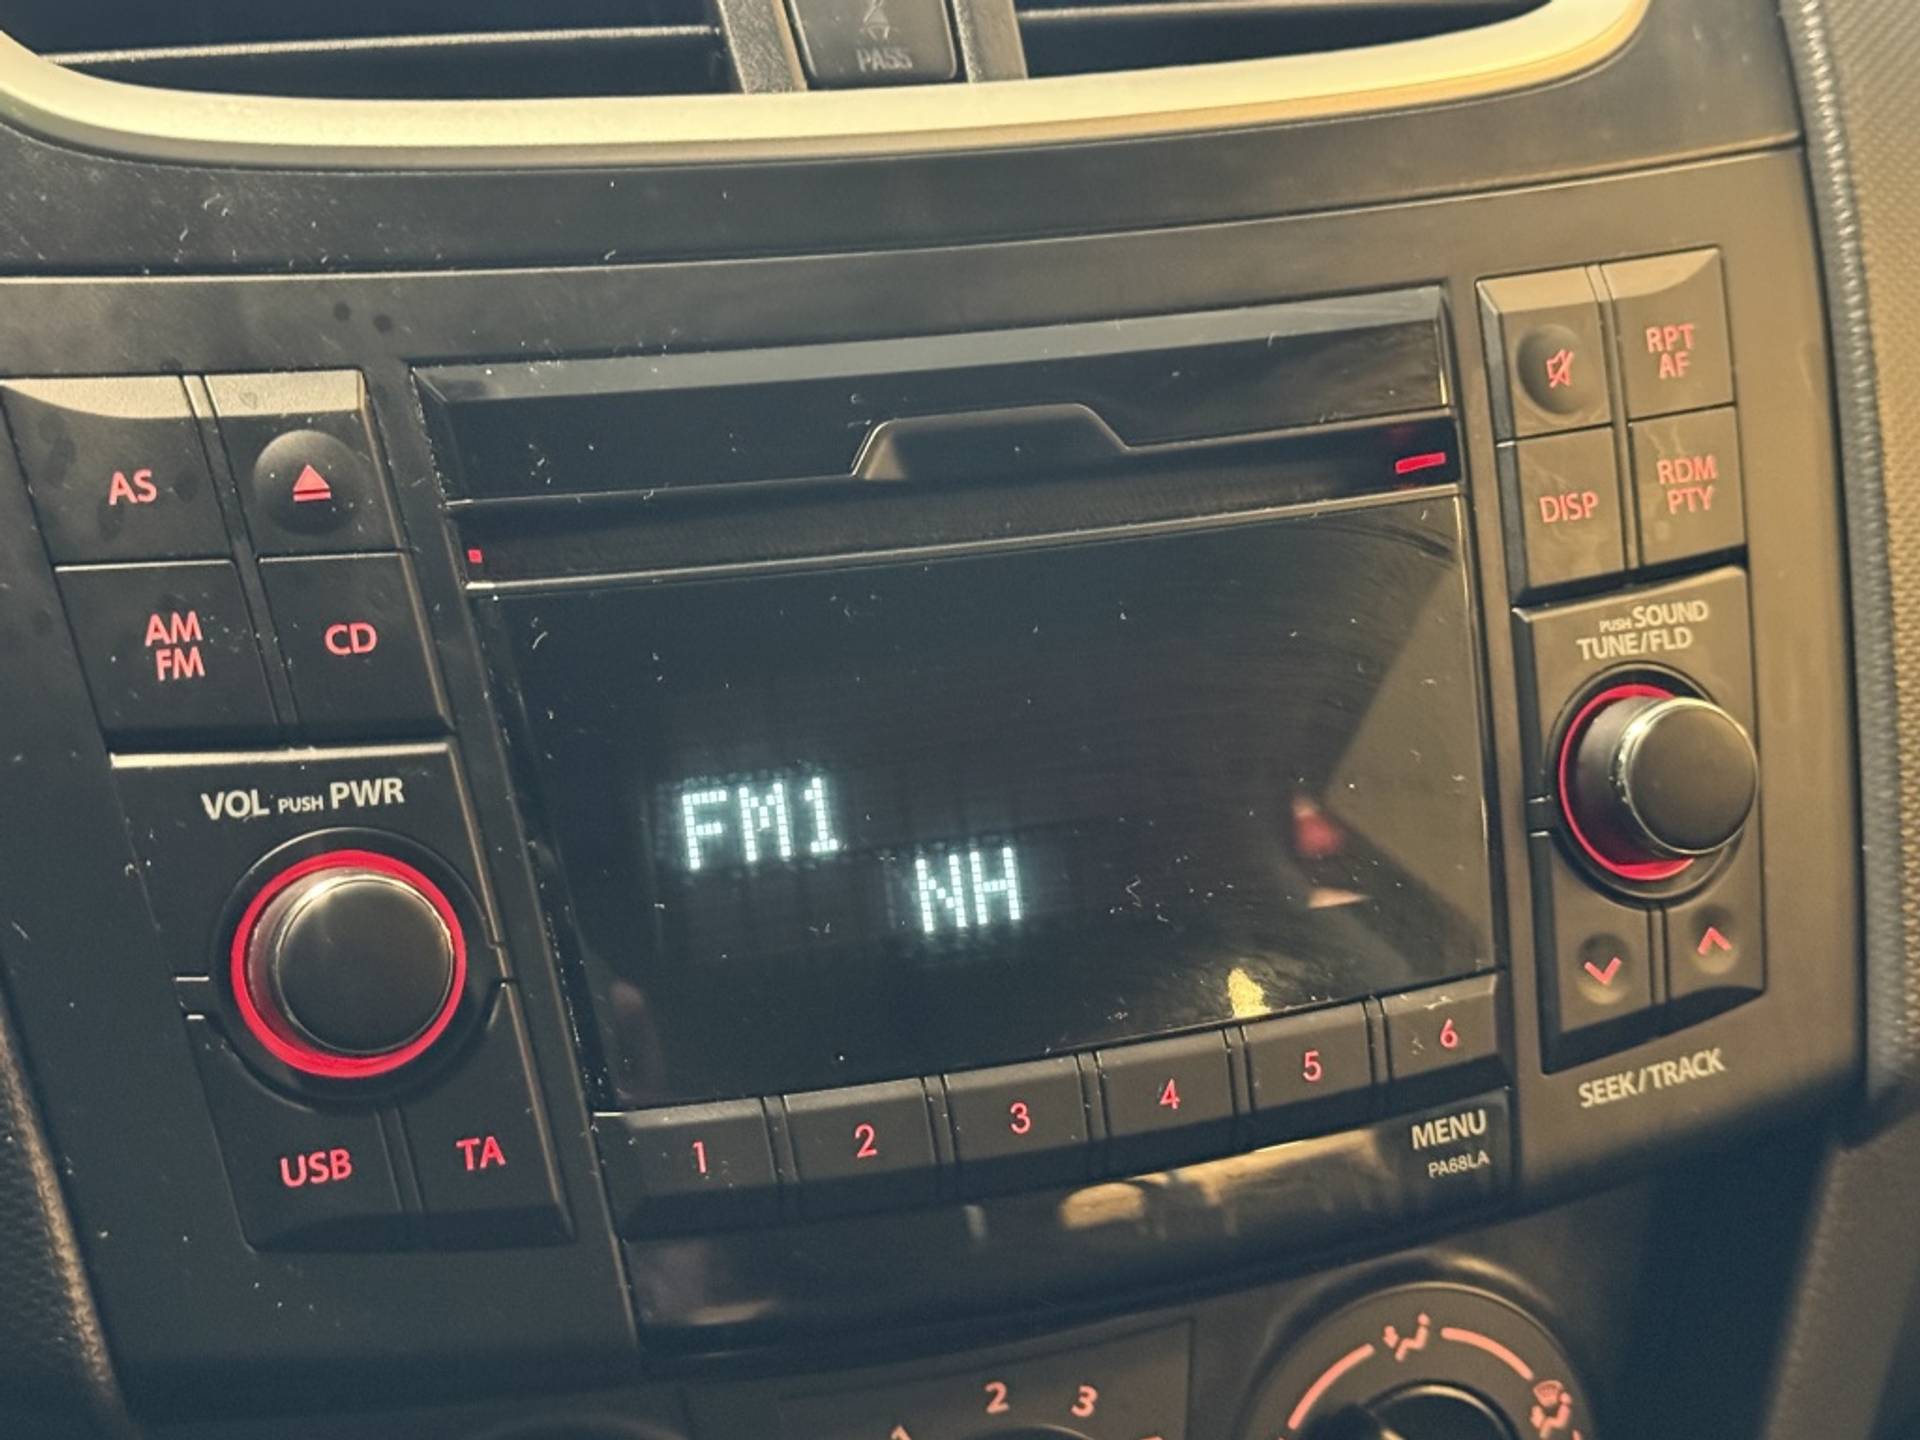 PASS
AS
AM
FM
CD
VOL PUSH PWR
USB
TA
FM1
NH
1
2
3
4
5
6
MENU
PA68LA
RPT
AF
DISP
RDM
PTY
PUSH SOUND
TUNE/FLD
SEEK/TRACK
2
3